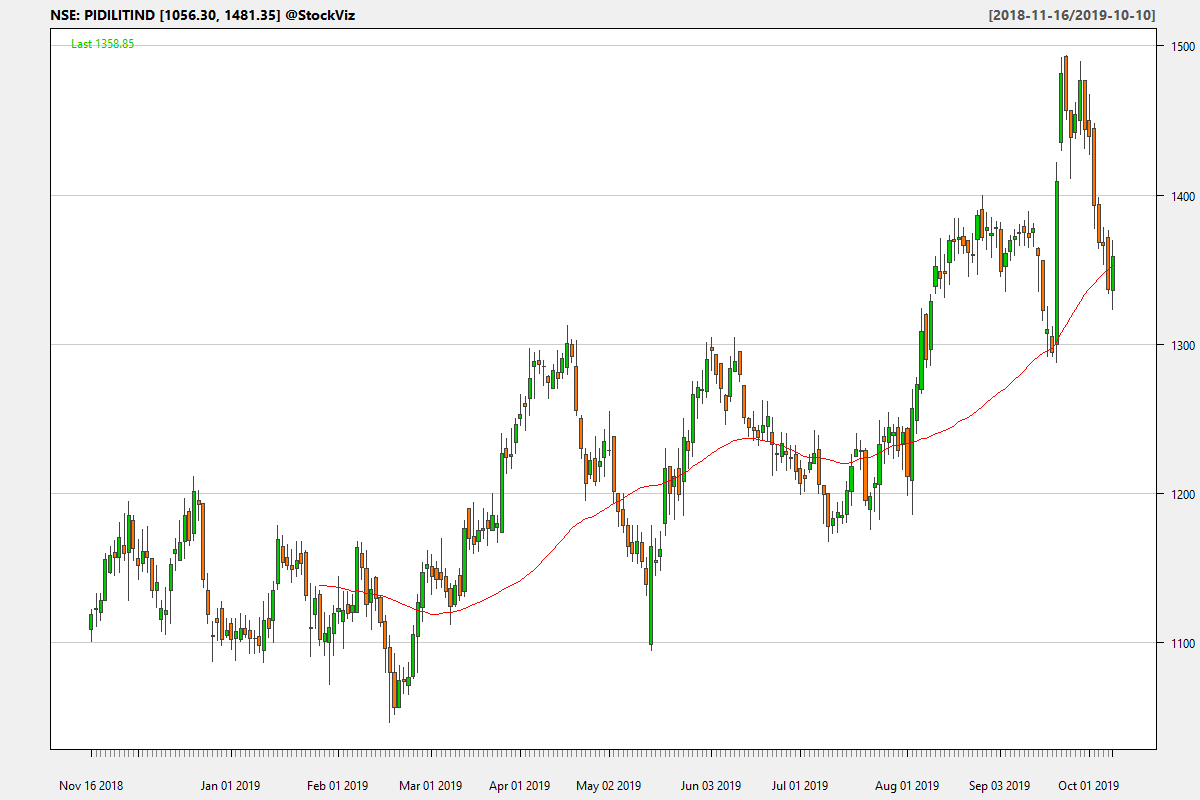 NSE: PIDILITIND [1056.30, 1481.35] @StockViz [2018-11-16/2019-10-10]
Last 1358.85
1500
1400
1300
1200
1100
Nov 16 2018 Jan 01 2019 Feb 01 2019 Mar 01 2019 Apr 01 2019 May 02 2019 Jun 03 2019 Jul 01 2019 Aug 01 2019 Sep 03 2019 Oct 01 2019